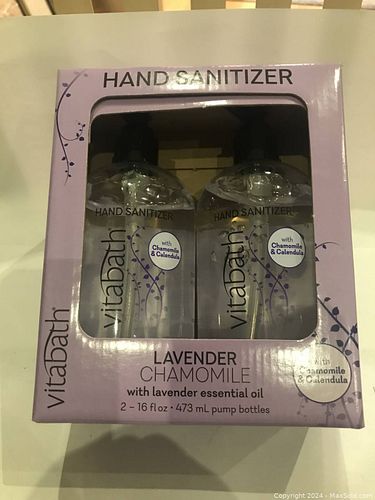 HAND SANITIZER
HAND SANITIZER
vitabath®
with
Chamomile
& Calendula
HAND SANITIZER
vitabath®
with
Chamomile
& Calendula
vitabath®
LAVENDER
CHAMOMILE
with lavender essential oil
2 – 16 fl oz • 473 mL pump bottles
with
Chamomile
& Calendula
Copyright 2024 - MaxSold.com